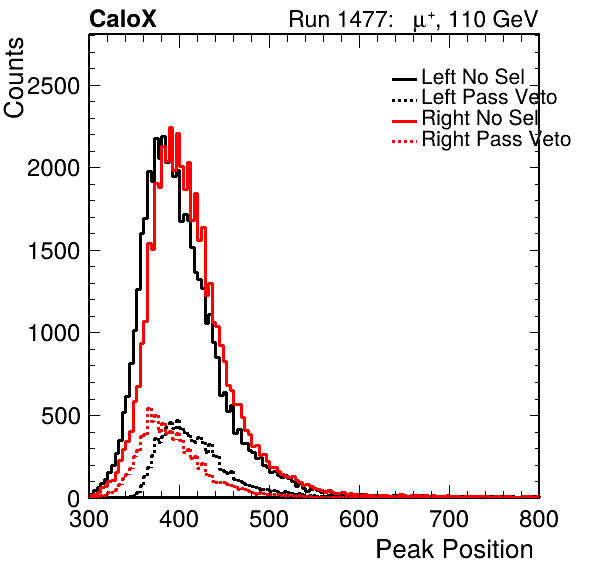 CaloX
Run 1477: μ⁺, 110 GeV
Counts
2500
2000
1500
1000
500
0
Left No Sel
Left Pass Veto
Right No Sel
Right Pass Veto
300 400 500 600 700 800
Peak Position